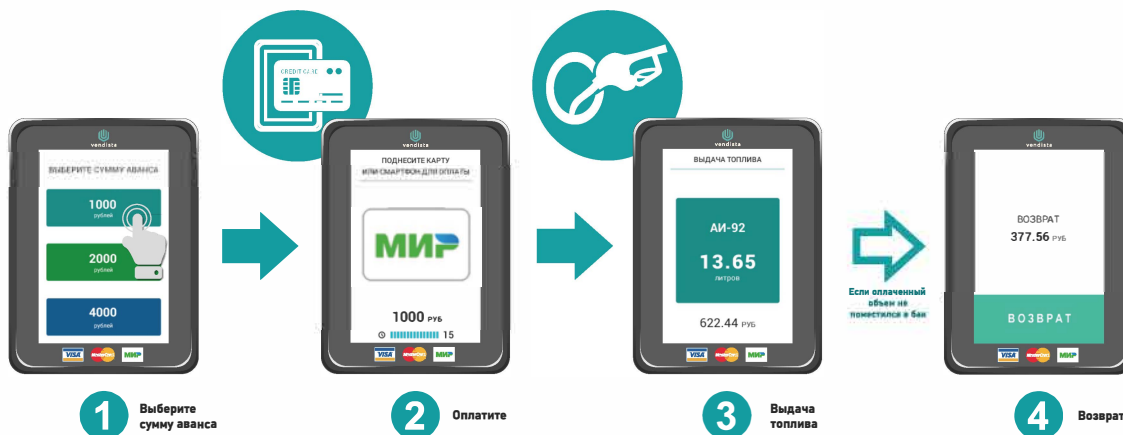 CREDIT CARE
vendista
ВЫБЕРИТЕ СУММУ АВАНСА
1000
рублей
2000
рублей
4000
рублей
VISA MasterCard МИР
1
Выберите
сумму аванса
vendista
ПОДНЕСИТЕ КАРТУ
ИЛИ СМАРТФОН ДЛЯ ОПЛАТЫ
МИР
1000 РУБ
15
VISA MasterCard МИР
2
Оплатите
vendista
ВЫДАЧА ТОПЛИВА
АИ-92
13.65
литров
622.44 РУБ
VISA MasterCard МИР
3
Выдача
топлива
Если оплаченный
объем не
поместился в бак
vendista
ВОЗВРАТ
377.56 РУБ
ВОЗВРАТ
VISA MasterCard МИР
4
Возврат